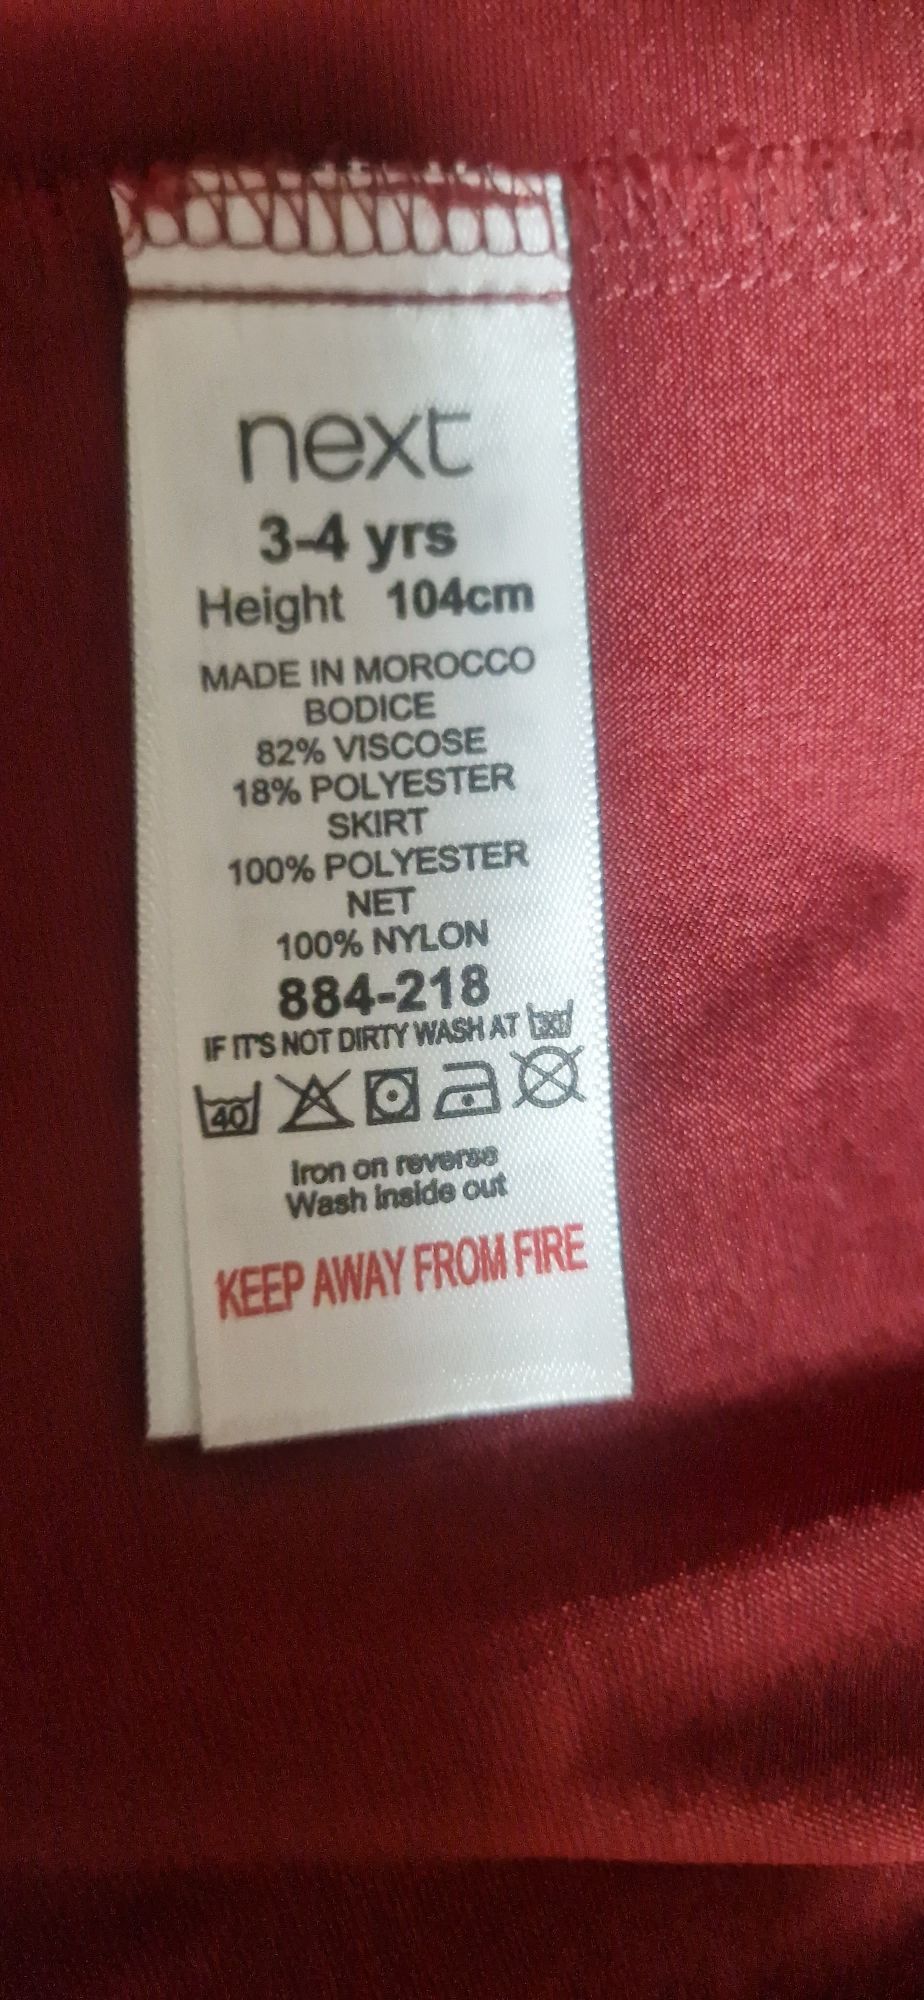 next
3-4 yrs
Height 104cm
MADE IN MOROCCO
BODICE
82% VISCOSE
18% POLYESTER
SKIRT
100% POLYESTER
NET
100% NYLON
884-218
IF IT'S NOT DIRTY WASH AT 30
40
Iron on reverse
Wash inside out
KEEP AWAY FROM FIRE